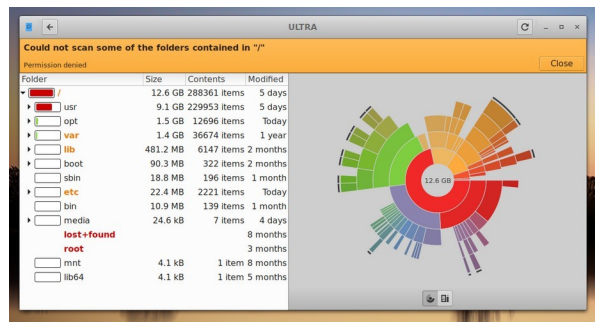 ULTRA
Could not scan some of the folders contained in "/"
Permission denied
Close
Folder Size Contents Modified
/ 12.6 GB 288361 items 5 days
usr 9.1 GB 229953 items 5 days
opt 1.5 GB 12696 items Today
var 1.4 GB 36674 items 1 year
lib 481.2 MB 6147 items 2 months
boot 90.3 MB 322 items 2 months
sbin 18.8 MB 196 items 1 month
etc 22.4 MB 2221 items Today
bin 10.9 MB 139 items 1 month
media 24.6 kB 7 items 4 days
lost+found 8 months
root 3 months
mnt 4.1 kB 1 item 8 months
lib64 4.1 kB 1 item 5 months
12.6 GB